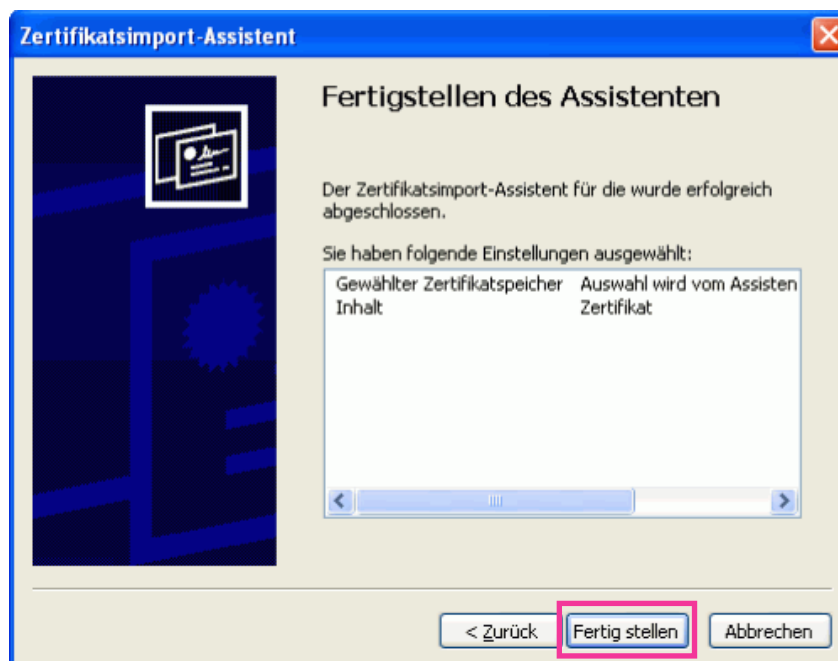 Zertifikatsimport-Assistent
Fertigstellen des Assistenten
Der Zertifikatsimport-Assistent für die wurde erfolgreich
abgeschlossen.
Sie haben folgende Einstellungen ausgewählt:
Gewählter Zertifikatspeicher Auswahl wird vom Assisten
Inhalt Zertifikat
< Zurück Fertig stellen Abbrechen